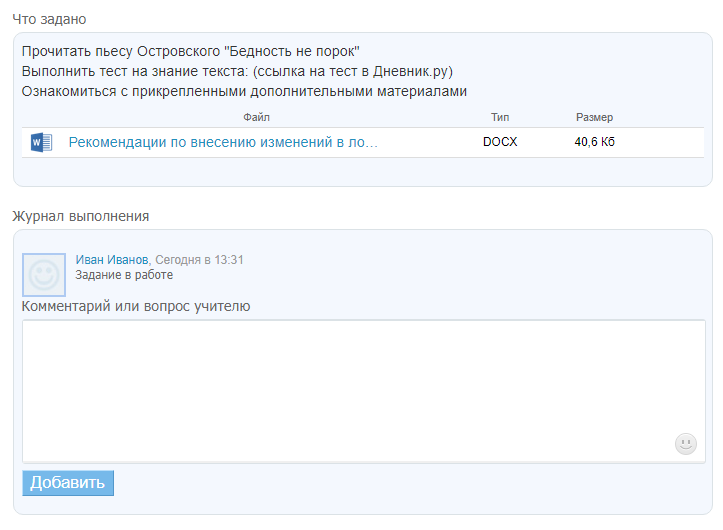 Что задано
Прочитать пьесу Островского "Бедность не порок"
Выполнить тест на знание текста: (ссылка на тест в Дневник.ру)
Ознакомиться с прикрепленными дополнительными материалами
Файл Тип Размер
W Рекомендации по внесению изменений в ло... DOCX 40,6 Кб
Журнал выполнения
Иван Иванов, Сегодня в 13:31
Задание в работе
Комментарий или вопрос учителю
Добавить